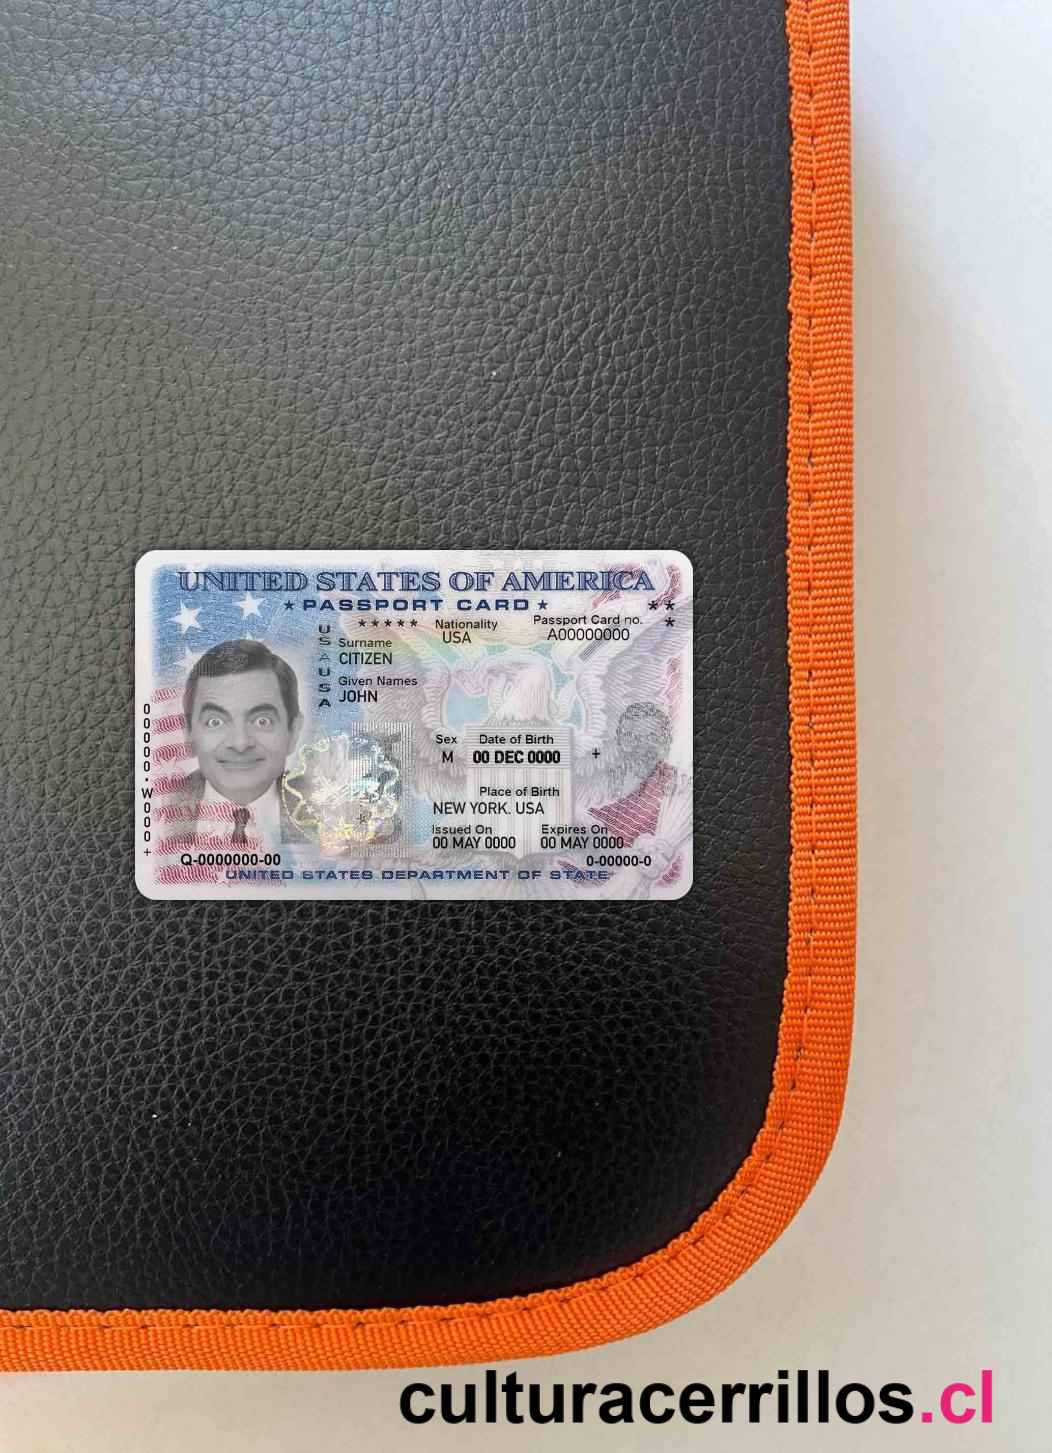 UNITED STATES OF AMERICA
★ PASSPORT CARD ★
USAUSA
★★★★★
Nationality
USA
Passport Card no.
A00000000
***
Surname
CITIZEN
Given Names
JOHN
Sex
M
Date of Birth
00 DEC 0000
+
Place of Birth
NEW YORK. USA
Issued On
00 MAY 0000
Expires On
00 MAY 0000
00000•W000+
Q-0000000-00
0-00000-0
UNITED STATES DEPARTMENT OF STATE
culturacerrillos.cl